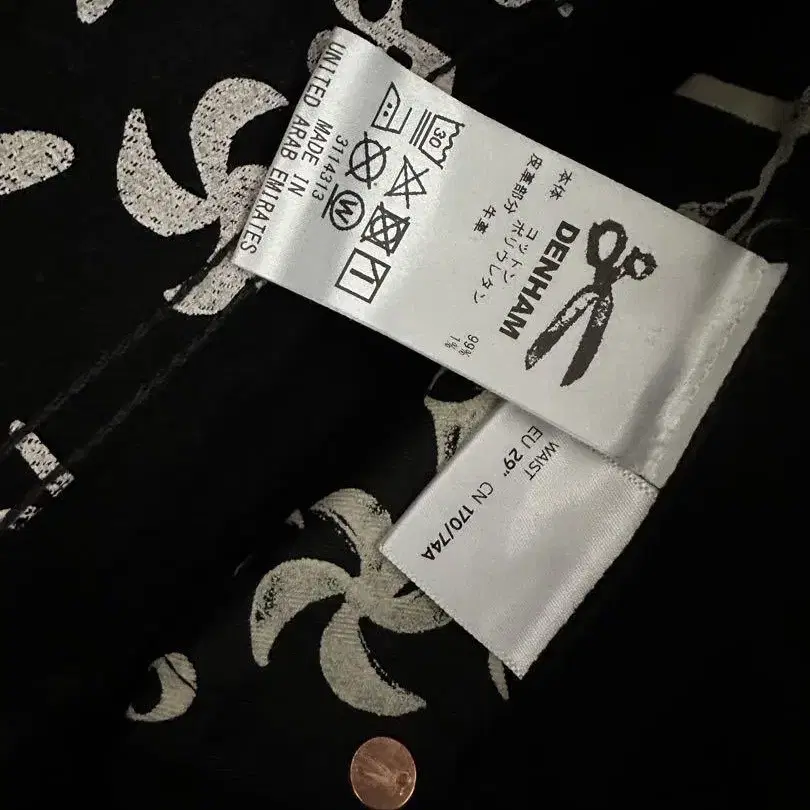 DENHAM
本体
コットン 99%
ポリウレタン 1%
皮革部分 牛革
30
W
3114313
MADE IN
UNITED ARAB EMIRATES
WAIST
EU 29" CN 170/74A